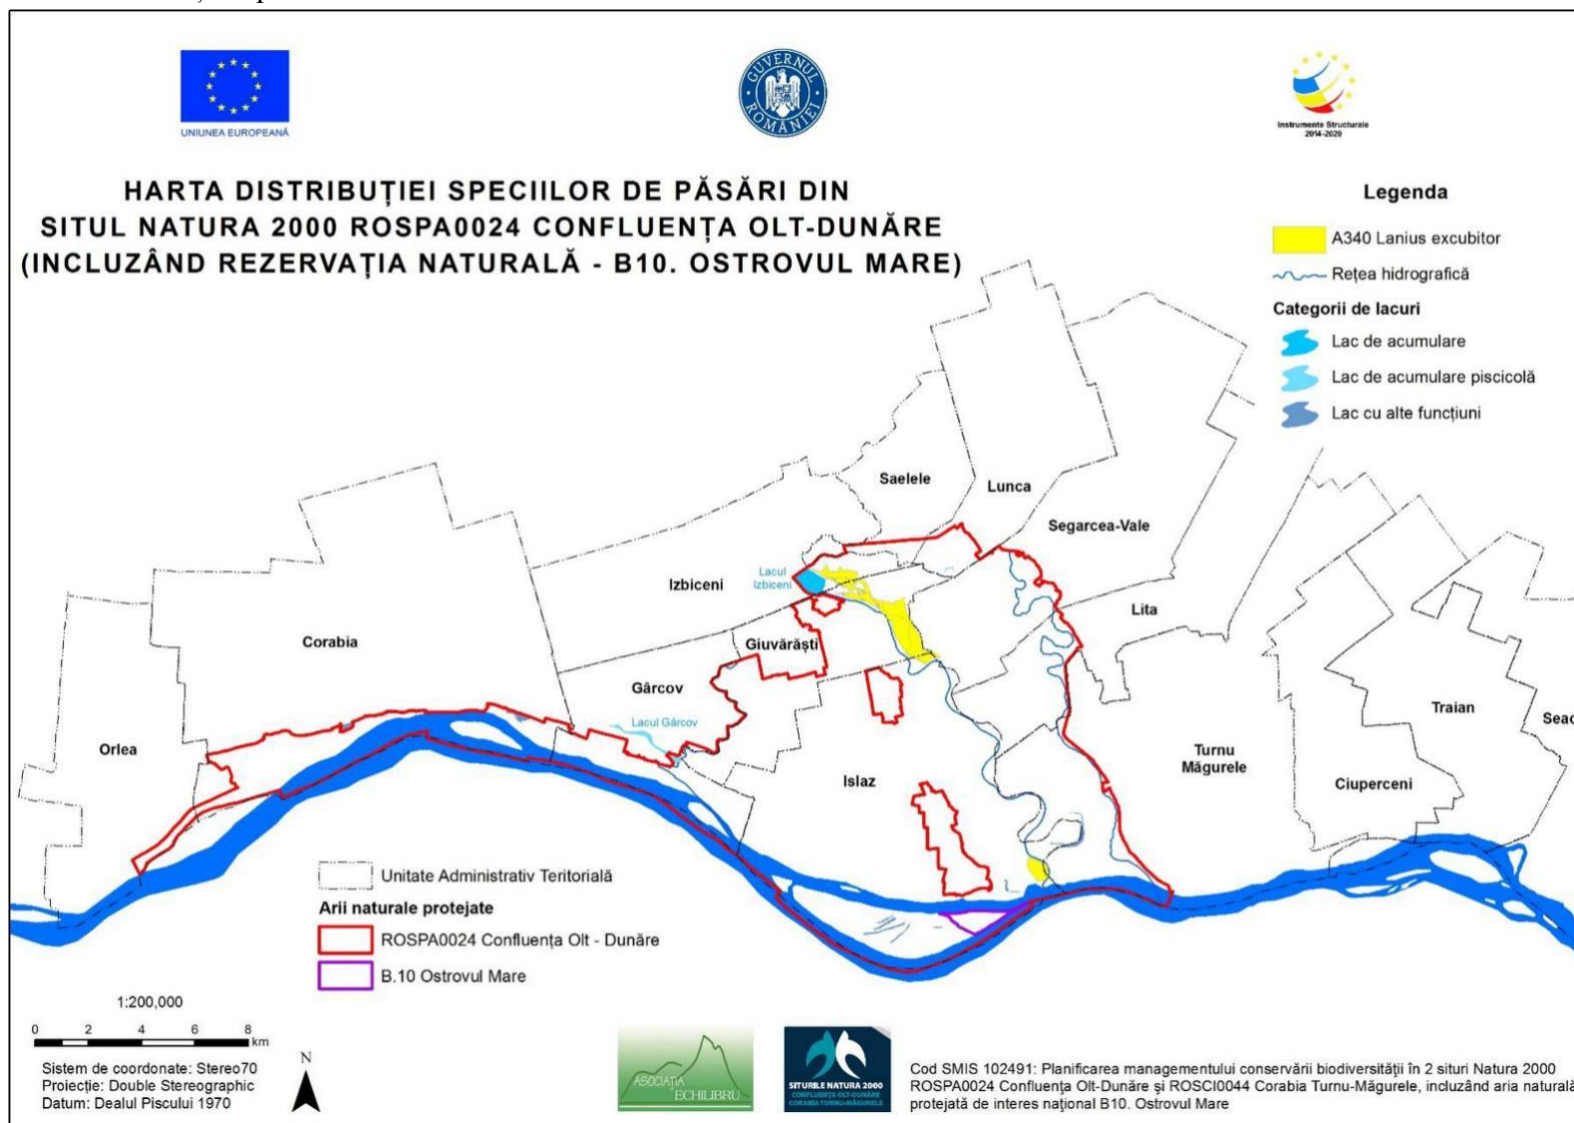 UNIUNEA EUROPEANĂ
GUVERNUL ROMÂNIEI
Instrumente Structurale
2014-2020
HARTA DISTRIBUȚIEI SPECIILOR DE PĂSĂRI DIN
SITUL NATURA 2000 ROSPA0024 CONFLUENȚA OLT-DUNĂRE
(INCLUZÂND REZERVAȚIA NATURALĂ - B10. OSTROVUL MARE)
Legenda
A340 Lanius excubitor
Rețea hidrografică
Categorii de lacuri
Lac de acumulare
Lac de acumulare piscicolă
Lac cu alte funcțiuni
Saelele
Lunca
Segarcea-Vale
Izbiceni
Lacul
Izbiceni
Lita
Corabia
Giuvărăști
Gârcov
Lacul Gârcov
Orlea
Islaz
Turnu
Măgurele
Traian
Seac
Ciuperceni
Unitate Administrativ Teritorială
Arii naturale protejate
ROSPA0024 Confluența Olt - Dunăre
B.10 Ostrovul Mare
1:200,000
0 2 4 6 8
km
N
Sistem de coordonate: Stereo70
Proiecție: Double Stereographic
Datum: Dealul Piscului 1970
ASOCIAȚIA
ECHILIBRU
SITURILE NATURA 2000
CONFLUENȚA OLT-DUNĂRE
CORABIA TURNU-MĂGURELE
Cod SMIS 102491: Planificarea managementului conservării biodiversității în 2 situri Natura 2000
ROSPA0024 Confluența Olt-Dunăre și ROSCI0044 Corabia Turnu-Măgurele, incluzând aria naturală
protejată de interes național B10. Ostrovul Mare